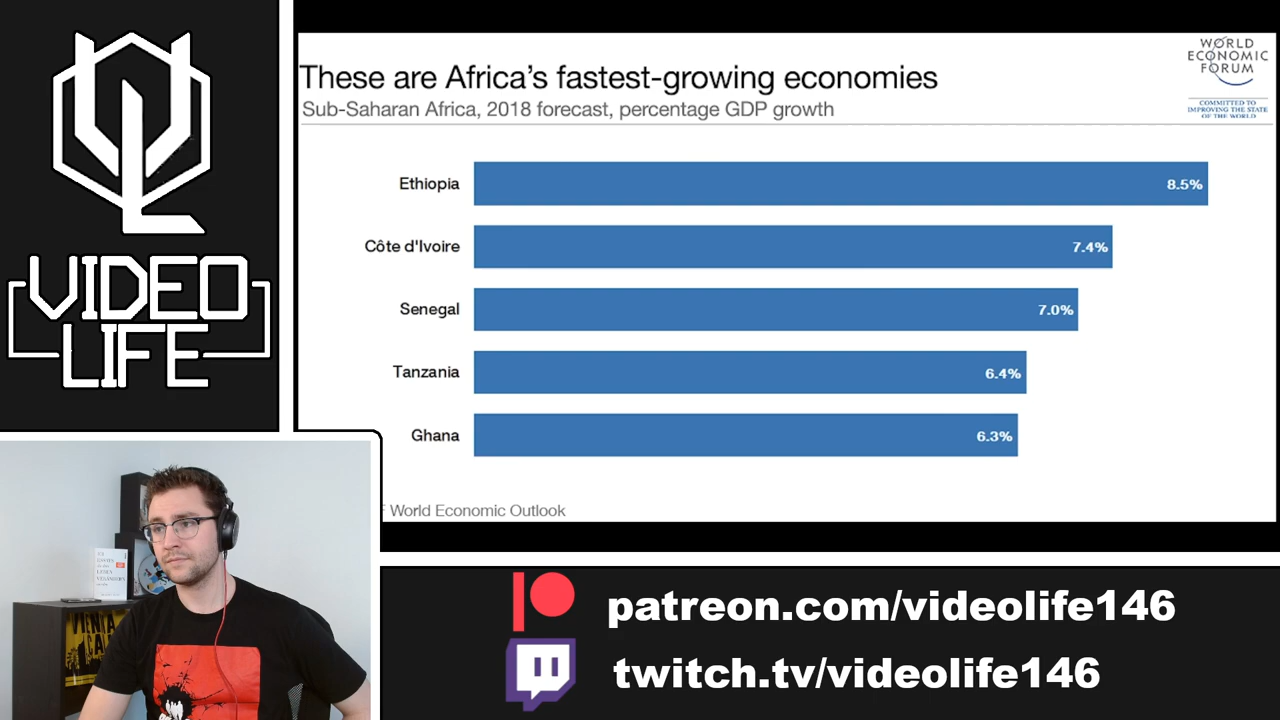 VIDEO
LIFE
These are Africa's fastest-growing economies
Sub-Saharan Africa, 2018 forecast, percentage GDP growth
WORLD
ECONOMIC
FORUM
COMMITTED TO
IMPROVING THE STATE
OF THE WORLD
Ethiopia 8.5%
Côte d'Ivoire 7.4%
Senegal 7.0%
Tanzania 6.4%
Ghana 6.3%
World Economic Outlook
patreon.com/videolife146
twitch.tv/videolife146